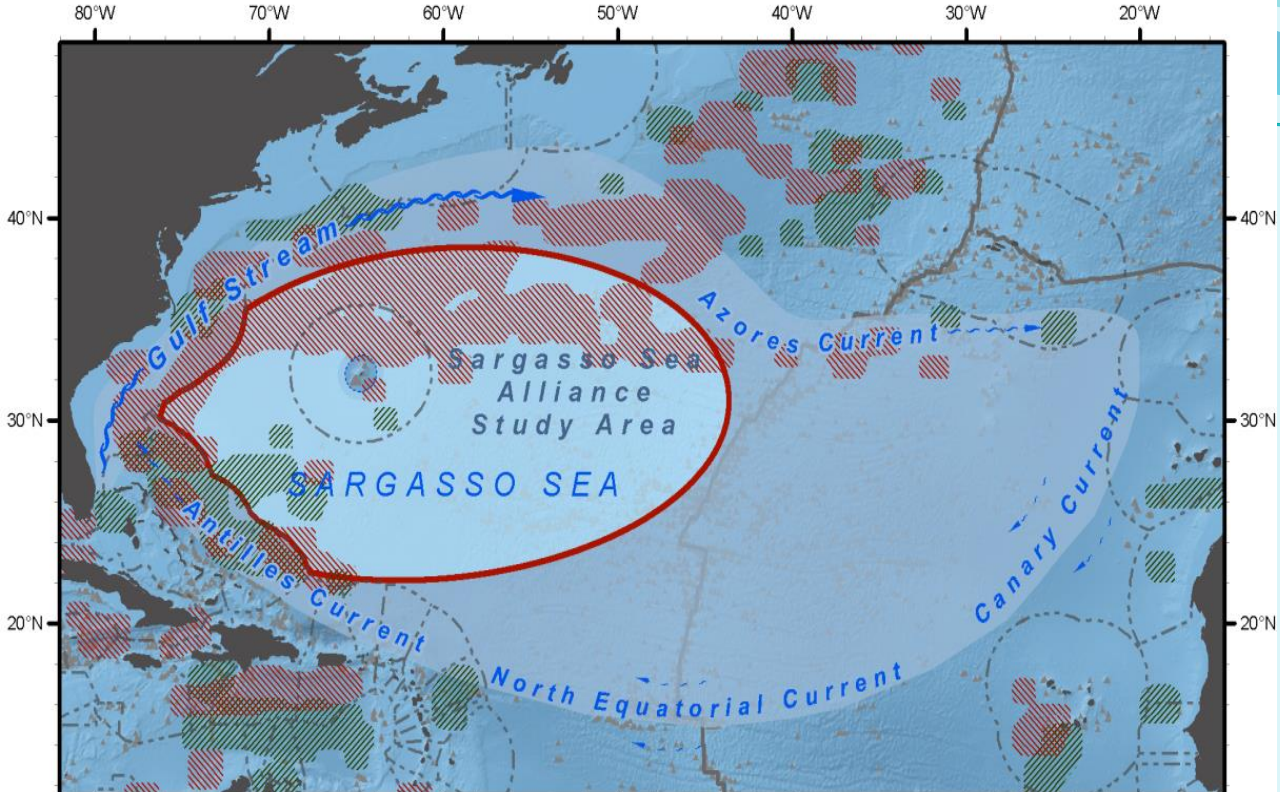 80°W 70°W 60°W 50°W 40°W 30°W 20°W
40°N 40°N
Gulf Stream
Azores Current
Sargasso Sea
Alliance
Study Area
30°N 30°N
SARGASSO SEA
Antilles Current
Canary Current
20°N 20°N
North Equatorial Current